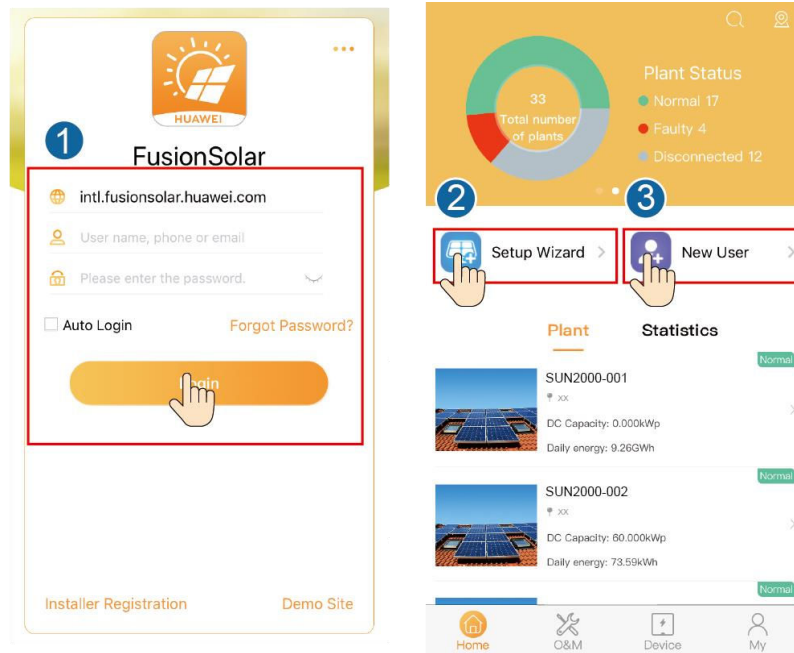 HUAWEI
1
FusionSolar
intl.fusionsolar.huawei.com
User name, phone or email
Please enter the password.
Auto Login
Forgot Password?
Login
Installer Registration
Demo Site
33
Total number
of plants
Plant Status
Normal 17
Faulty 4
Disconnected 12
2
3
Setup Wizard
New User
Plant
Statistics
Normal
SUN2000-001
xx
DC Capacity: 0.000kWp
Daily energy: 9.26GWh
Normal
SUN2000-002
xx
DC Capacity: 60.000kWp
Daily energy: 73.59kWh
Normal
Home
O&M
Device
My